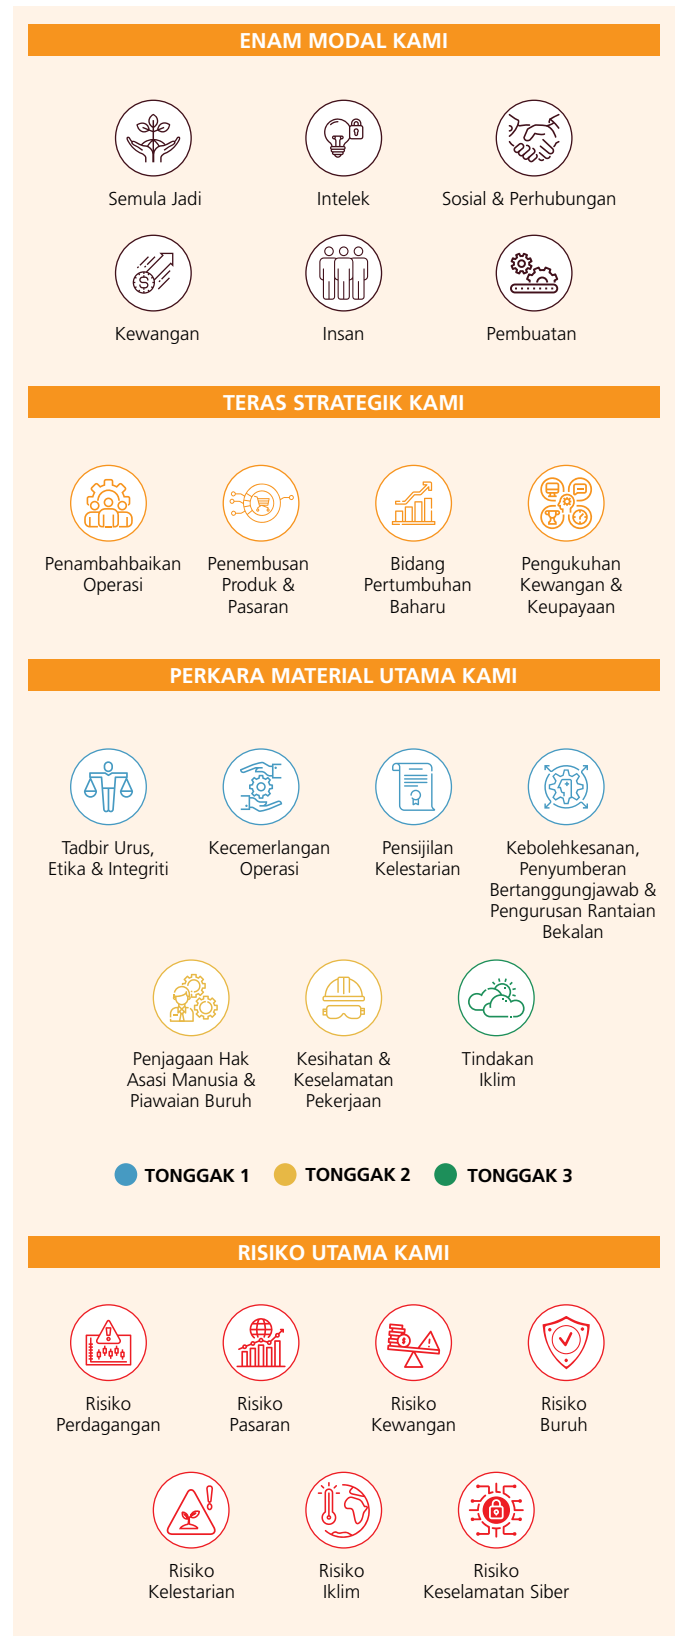 ENAM MODAL KAMI
Semula Jadi
Intelek
Sosial & Perhubungan
Kewangan
Insan
Pembuatan
TERAS STRATEGIK KAMI
Penambahbaikan
Operasi
Penembusan
Produk &
Pasaran
Bidang
Pertumbuhan
Baharu
Pengukuhan
Kewangan &
Keupayaan
PERKARA MATERIAL UTAMA KAMI
Tadbir Urus,
Etika & Integriti
Kecemerlangan
Operasi
Pensijilan
Kelestarian
Kebolehkesanan,
Penyumberan
Bertanggungjawab &
Pengurusan Rantaian
Bekalan
Penjagaan Hak
Asasi Manusia &
Piawaian Buruh
Kesihatan &
Keselamatan
Pekerjaan
Tindakan
Iklim
TONGGAK 1
TONGGAK 2
TONGGAK 3
RISIKO UTAMA KAMI
Risiko
Perdagangan
Risiko
Pasaran
Risiko
Kewangan
Risiko
Buruh
Risiko
Kelestarian
Risiko
Iklim
Risiko
Keselamatan Siber